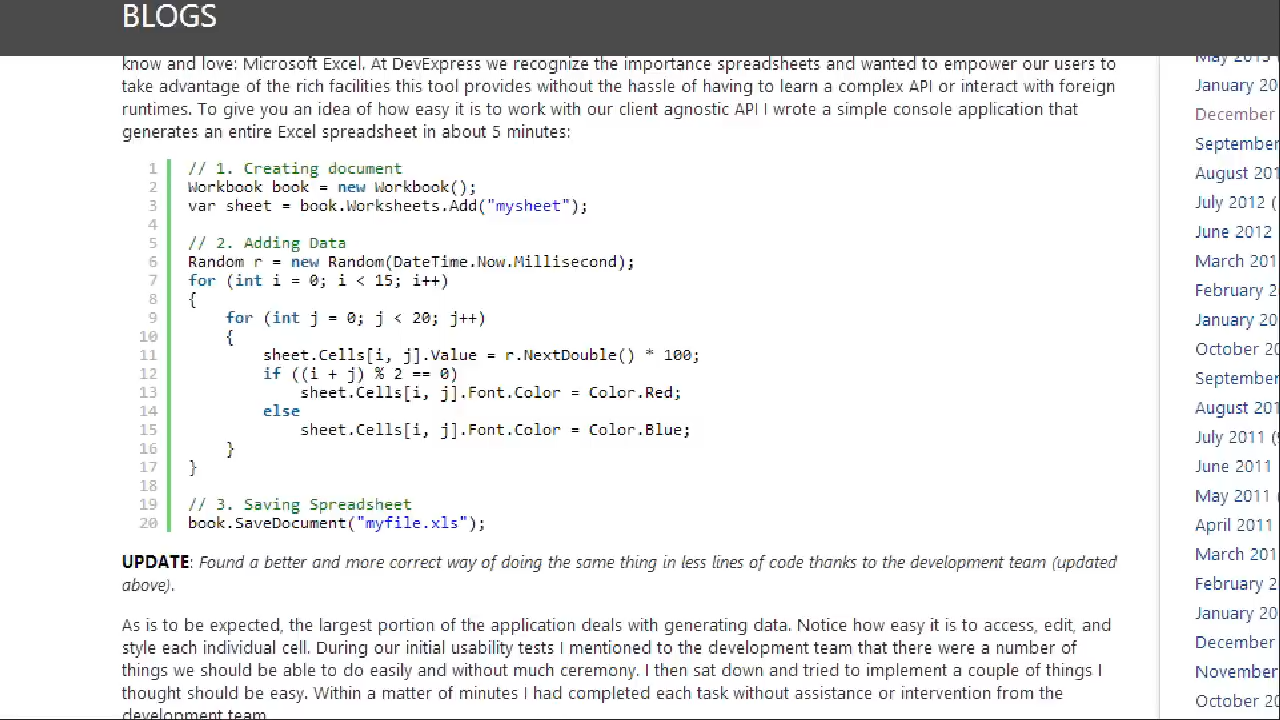 BLOGS
know and love: Microsoft Excel. At DevExpress we recognize the importance spreadsheets and wanted to empower our users to
take advantage of the rich facilities this tool provides without the hassle of having to learn a complex API or interact with foreign
runtimes. To give you an idea of how easy it is to work with our client agnostic API I wrote a simple console application that
generates an entire Excel spreadsheet in about 5 minutes:
1 // 1. Creating document
2 Workbook book = new Workbook();
3 var sheet = book.Worksheets.Add("mysheet");
4
5 // 2. Adding Data
6 Random r = new Random(DateTime.Now.Millisecond);
7 for (int i = 0; i < 15; i++)
8 {
9 for (int j = 0; j < 20; j++)
10 {
11 sheet.Cells[i, j].Value = r.NextDouble() * 100;
12 if ((i + j) % 2 == 0)
13 sheet.Cells[i, j].Font.Color = Color.Red;
14 else
15 sheet.Cells[i, j].Font.Color = Color.Blue;
16 }
17 }
18
19 // 3. Saving Spreadsheet
20 book.SaveDocument("myfile.xls");
UPDATE: Found a better and more correct way of doing the same thing in less lines of code thanks to the development team (updated
above).
As is to be expected, the largest portion of the application deals with generating data. Notice how easy it is to access, edit, and
style each individual cell. During our initial usability tests I mentioned to the development team that there were a number of
things we should be able to do easily and without much ceremony. I then sat down and tried to implement a couple of things I
thought should be easy. Within a matter of minutes I had completed each task without assistance or intervention from the
development team
January 20
December
September
August 201
July 2012 (
June 2012
March 201
February 2
January 20
October 20
September
August 201
July 2011 (
June 2011
May 2011 (
April 2011
March 201
February 2
January 20
December
November
October 20